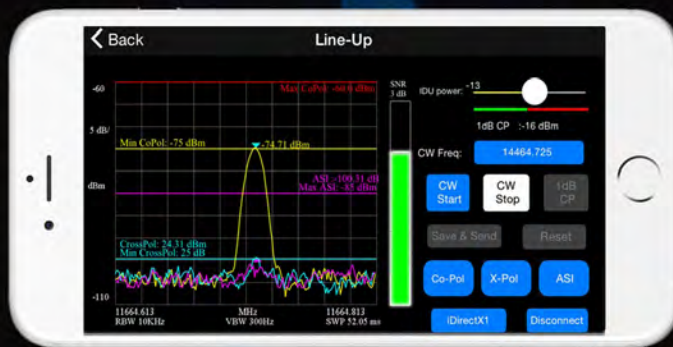 Back
Line-Up
-60
Max CoPol: -60.6 dBm
5 dB/
Min CoPol: -75 dBm
-74.71 dBm
dBm
ASI: -100.31 dB
Max ASI: -85 dBm
CrossPol: 24.31 dBm
Min CrossPol: 25 dB
-110
11664.613
MHz
11664.813
RBW 10KHz
VBW 300Hz
SWP 52.05 ms
SNR
3 dB
IDU power:
-13
1dB CP :-16 dBm
CW Freq:
14464.725
CW
Start
CW
Stop
1dB
CP
Save & Send
Reset
Co-Pol
X-Pol
ASI
iDirectX1
Disconnect